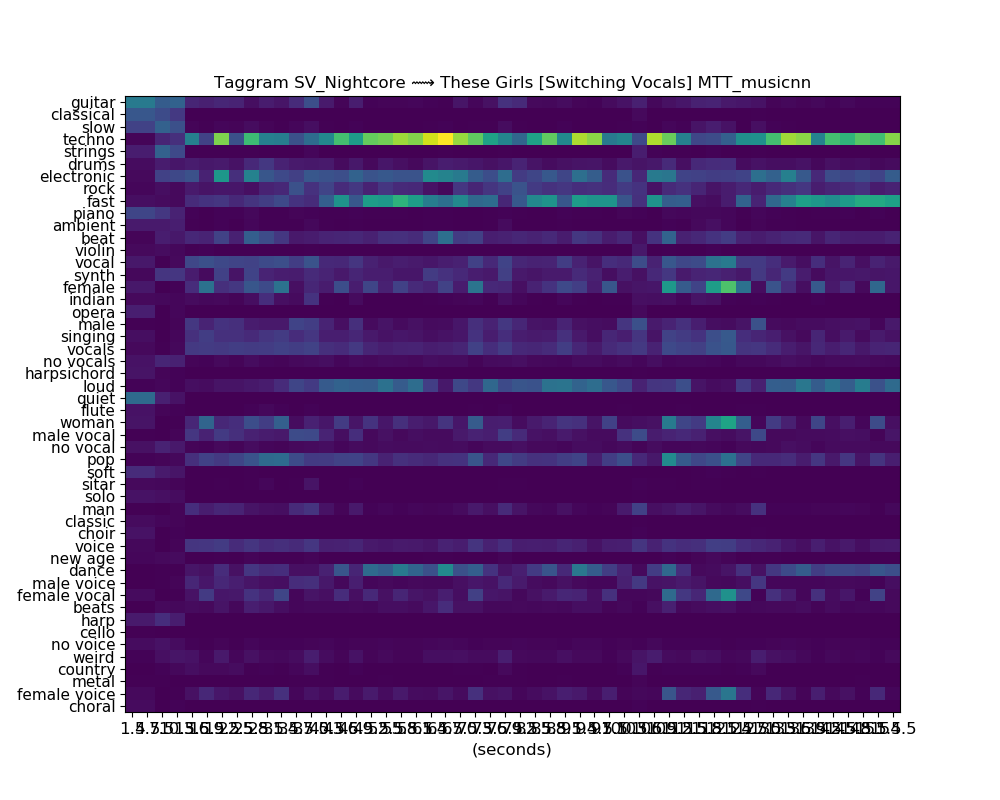 Taggram SV_Nightcore ⟿ These Girls [Switching Vocals] MTT_musicnn
guitar
classical
slow
techno
strings
drums
electronic
rock
fast
piano
ambient
beat
violin
vocal
synth
female
indian
opera
male
singing
vocals
no vocals
harpsichord
loud
quiet
flute
woman
male vocal
no vocal
pop
soft
sitar
solo
man
classic
choir
voice
new age
dance
male voice
female vocal
beats
harp
cello
no voice
weird
country
metal
female voice
choral
(seconds)